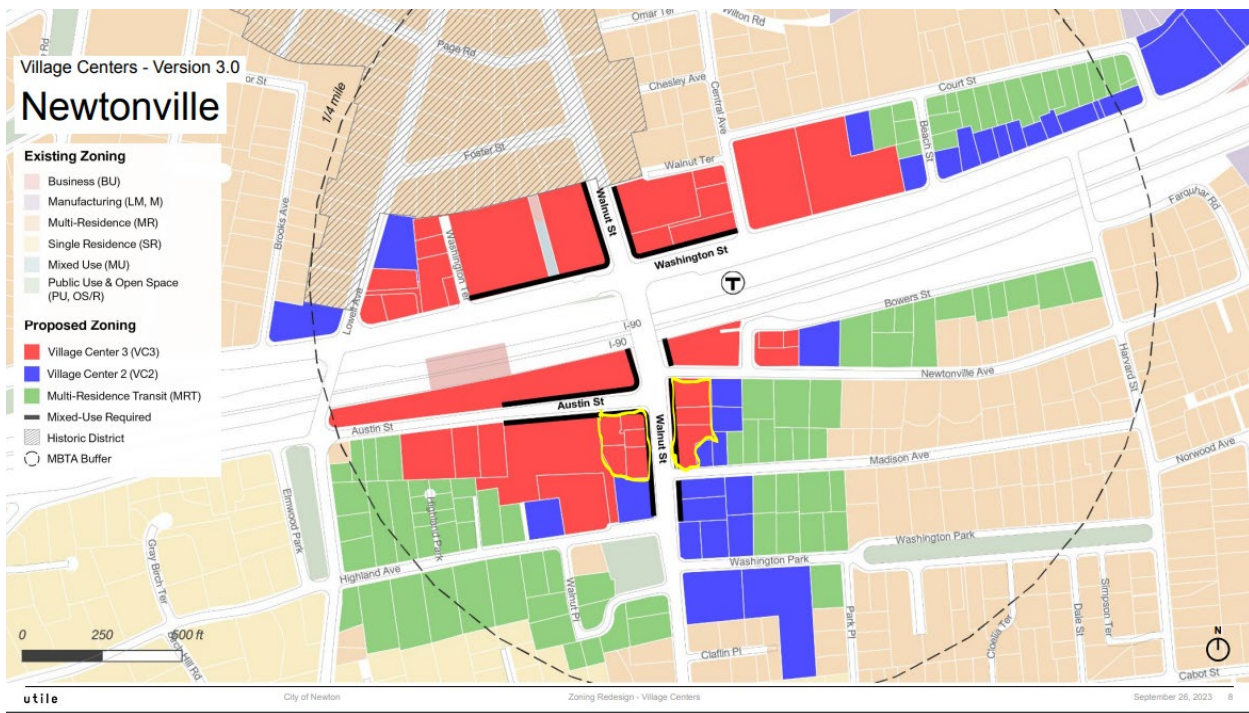 Village Centers - Version 3.0
Newtonville
Existing Zoning
Business (BU)
Manufacturing (LM, M)
Multi-Residence (MR)
Single Residence (SR)
Mixed Use (MU)
Public Use & Open Space
(PU, OS/R)
Proposed Zoning
Village Center 3 (VC3)
Village Center 2 (VC2)
Multi-Residence Transit (MRT)
Mixed-Use Required
Historic District
MBTA Buffer
1/4 mile
Page Rd
Omar Ter
Wilton Rd
Chesley Ave
Central Ave
Court St
Beach St
Foster St
Walnut Ter
Walnut St
Washington St
Washington Ter
Brooks Ave
Lowell Ave
T
Farquhar Rd
Bowers St
I-90
I-90
Newtonville Ave
Harvard St
Austin St
Austin St
Walnut St
Madison Ave
Norwood Ave
Elmwood Park
Highland Park
Gray Birch Ter
Highland Ave
Walnut Pl
Washington Park
Washington Park
Park Pl
Claflin Pl
Cloelia Ter
Dale St
Simpson Ter
Cabot St
Birch Hill Rd
0 250 500 ft
N
utile
City of Newton
Zoning Redesign - Village Centers
September 26, 2023 8